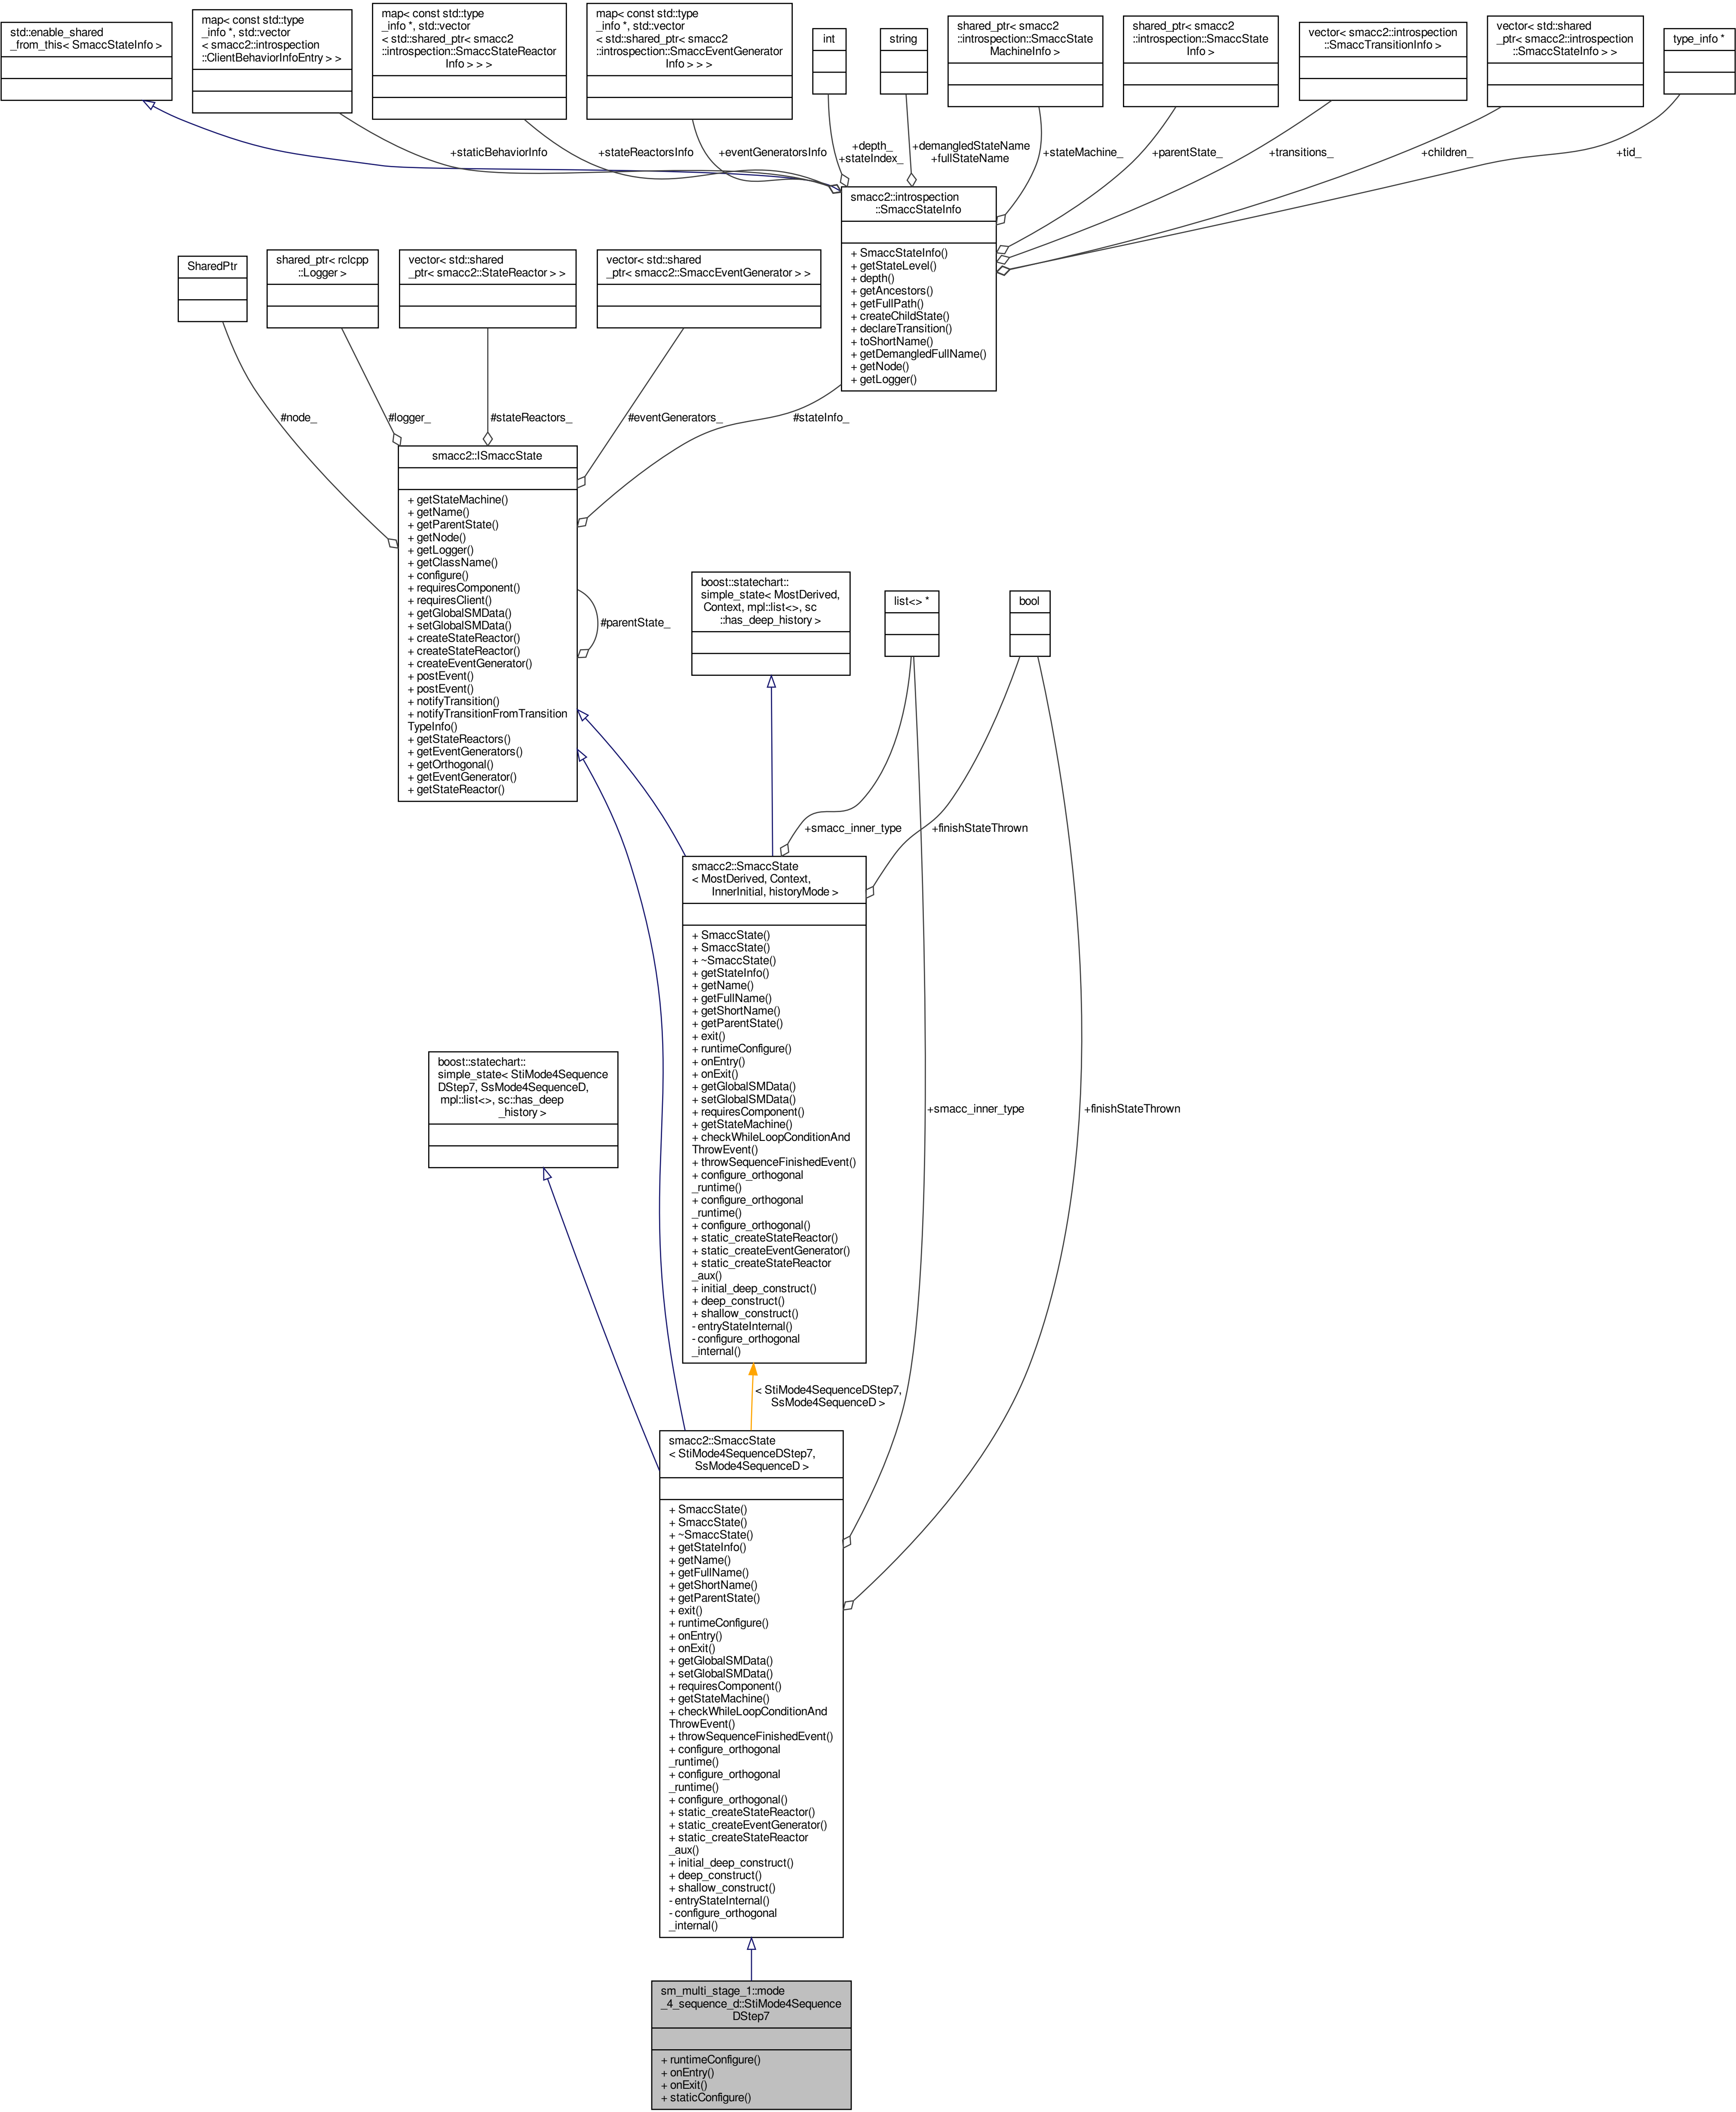 std::enable_shared
_from_this< SmaccStateInfo >
map< const std::type
_info *, std::vector
< smacc2::introspection
::ClientBehaviorInfoEntry > >
map< const std::type
_info *, std::vector
< std::shared_ptr< smacc2
::introspection::SmaccStateReactor
Info > > >
map< const std::type
_info *, std::vector
< std::shared_ptr< smacc2
::introspection::SmaccEventGenerator
Info > > >
int
string
shared_ptr< smacc2
::introspection::SmaccState
MachineInfo >
shared_ptr< smacc2
::introspection::SmaccState
Info >
vector< smacc2::introspection
::SmaccTransitionInfo >
vector< std::shared
_ptr< smacc2::introspection
::SmaccStateInfo > >
type_info *
+staticBehaviorInfo
+stateReactorsInfo
+eventGeneratorsInfo
+depth_
+stateIndex_
+demangledStateName
+fullStateName
+stateMachine_
+parentState_
+transitions_
+children_
+tid_
smacc2::introspection
::SmaccStateInfo
+ SmaccStateInfo()
+ getStateLevel()
+ depth()
+ getAncestors()
+ getFullPath()
+ createChildState()
+ declareTransition()
+ toShortName()
+ getDemangledFullName()
+ getNode()
+ getLogger()
SharedPtr
shared_ptr< rclcpp
::Logger >
vector< std::shared
_ptr< smacc2::StateReactor > >
vector< std::shared
_ptr< smacc2::SmaccEventGenerator > >
#node_
#logger_
#stateReactors_
#eventGenerators_
#stateInfo_
smacc2::ISmaccState
+ getStateMachine()
+ getName()
+ getParentState()
+ getNode()
+ getLogger()
+ getClassName()
+ configure()
+ requiresComponent()
+ requiresClient()
+ getGlobalSMData()
+ setGlobalSMData()
+ createStateReactor()
+ createStateReactor()
+ createEventGenerator()
+ postEvent()
+ postEvent()
+ notifyTransition()
+ notifyTransitionFromTransition
TypeInfo()
+ getStateReactors()
+ getEventGenerators()
+ getOrthogonal()
+ getEventGenerator()
+ getStateReactor()
#parentState_
boost::statechart::
simple_state< MostDerived,
Context, mpl::list<>, sc
::has_deep_history >
list<> *
bool
+smacc_inner_type
+finishStateThrown
smacc2::SmaccState
< MostDerived, Context,
InnerInitial, historyMode >
+ SmaccState()
+ SmaccState()
+ ~SmaccState()
+ getStateInfo()
+ getName()
+ getFullName()
+ getShortName()
+ getParentState()
+ exit()
+ runtimeConfigure()
+ onEntry()
+ onExit()
+ getGlobalSMData()
+ setGlobalSMData()
+ requiresComponent()
+ getStateMachine()
+ checkWhileLoopConditionAnd
ThrowEvent()
+ throwSequenceFinishedEvent()
+ configure_orthogonal
_runtime()
+ configure_orthogonal
_runtime()
+ configure_orthogonal()
+ static_createStateReactor()
+ static_createEventGenerator()
+ static_createStateReactor
_aux()
+ initial_deep_construct()
+ deep_construct()
+ shallow_construct()
- entryStateInternal()
- configure_orthogonal
_internal()
boost::statechart::
simple_state< StiMode4Sequence
DStep7, SsMode4SequenceD,
mpl::list<>, sc::has_deep
_history >
+smacc_inner_type
+finishStateThrown
< StiMode4SequenceDStep7,
SsMode4SequenceD >
smacc2::SmaccState
< StiMode4SequenceDStep7,
SsMode4SequenceD >
+ SmaccState()
+ SmaccState()
+ ~SmaccState()
+ getStateInfo()
+ getName()
+ getFullName()
+ getShortName()
+ getParentState()
+ exit()
+ runtimeConfigure()
+ onEntry()
+ onExit()
+ getGlobalSMData()
+ setGlobalSMData()
+ requiresComponent()
+ getStateMachine()
+ checkWhileLoopConditionAnd
ThrowEvent()
+ throwSequenceFinishedEvent()
+ configure_orthogonal
_runtime()
+ configure_orthogonal
_runtime()
+ configure_orthogonal()
+ static_createStateReactor()
+ static_createEventGenerator()
+ static_createStateReactor
_aux()
+ initial_deep_construct()
+ deep_construct()
+ shallow_construct()
- entryStateInternal()
- configure_orthogonal
_internal()
sm_multi_stage_1::mode
_4_sequence_d::StiMode4Sequence
DStep7
+ runtimeConfigure()
+ onEntry()
+ onExit()
+ staticConfigure()